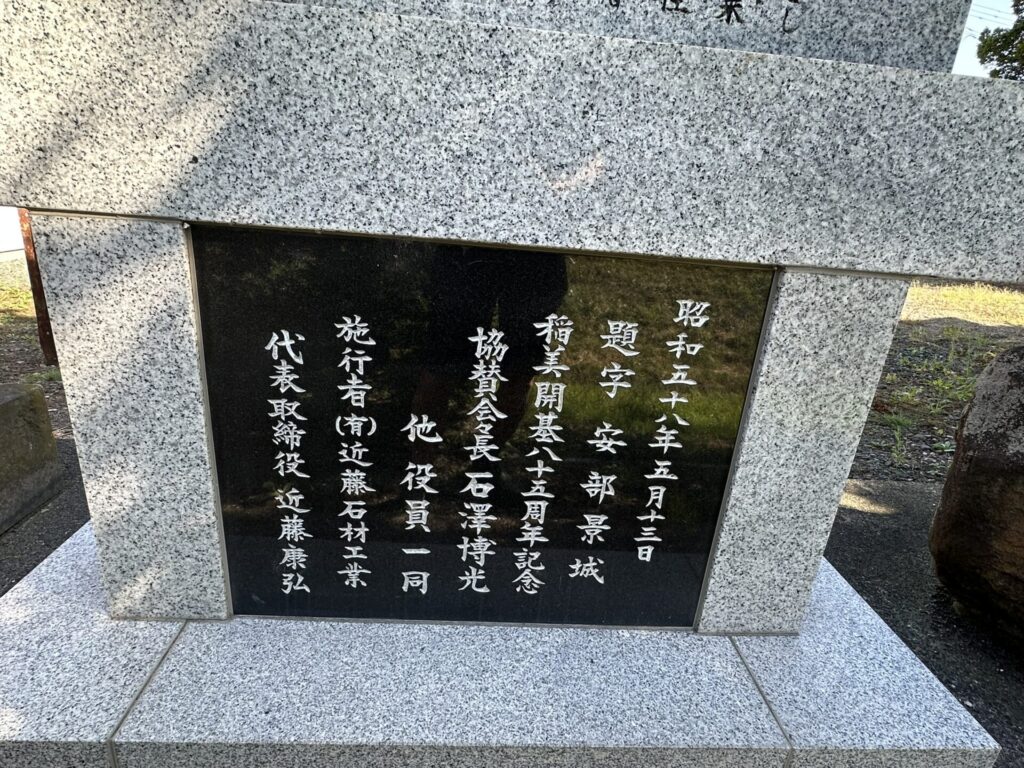 昭和五十八年五月十三日
題字 安部景城
稲美開基八十五周年記念
協賛会々長 石澤博光
他役員一同
施行者(有)近藤石材工業
代表取締役 近藤康弘